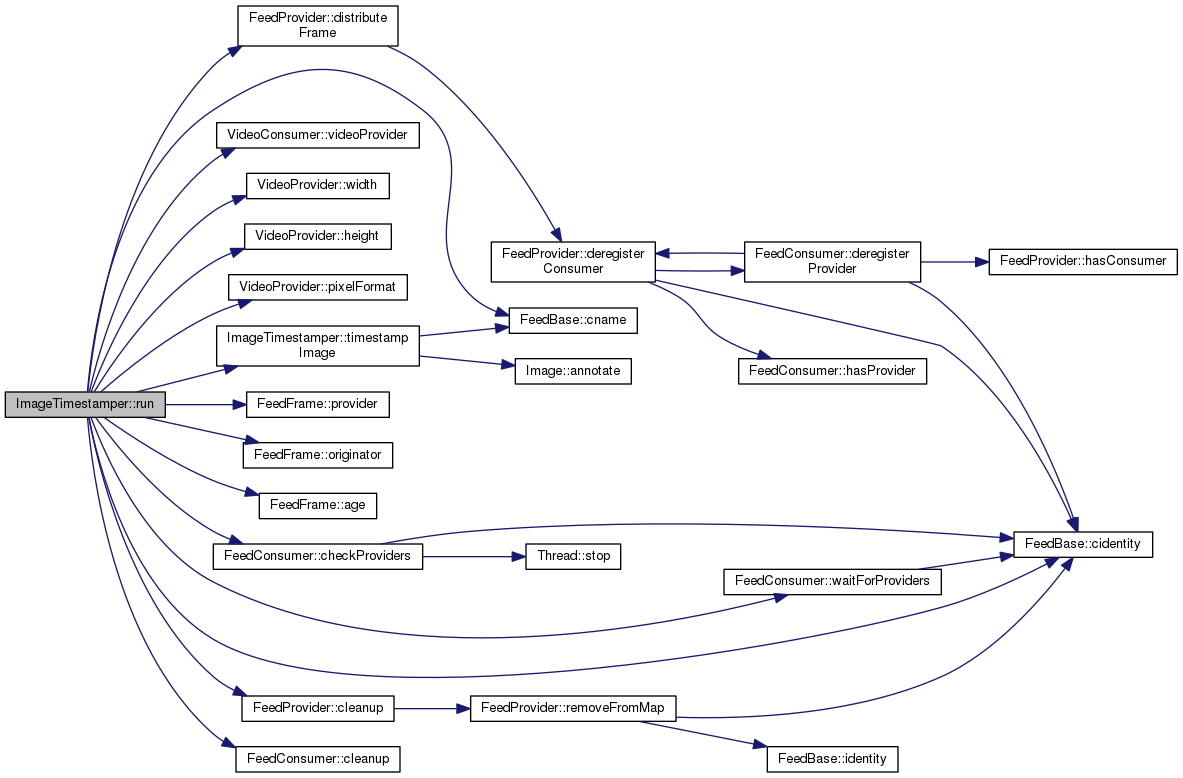 FeedProvider::distribute
Frame
VideoConsumer::videoProvider
VideoProvider::width
VideoProvider::height
FeedProvider::deregister
Consumer
FeedConsumer::deregister
Provider
FeedProvider::hasConsumer
VideoProvider::pixelFormat
FeedBase::cname
ImageTimestamper::timestamp
Image
Image::annotate
FeedConsumer::hasProvider
ImageTimestamper::run
FeedFrame::provider
FeedFrame::originator
FeedFrame::age
FeedConsumer::checkProviders
Thread::stop
FeedBase::cidentity
FeedConsumer::waitForProviders
FeedProvider::cleanup
FeedProvider::removeFromMap
FeedConsumer::cleanup
FeedBase::identity